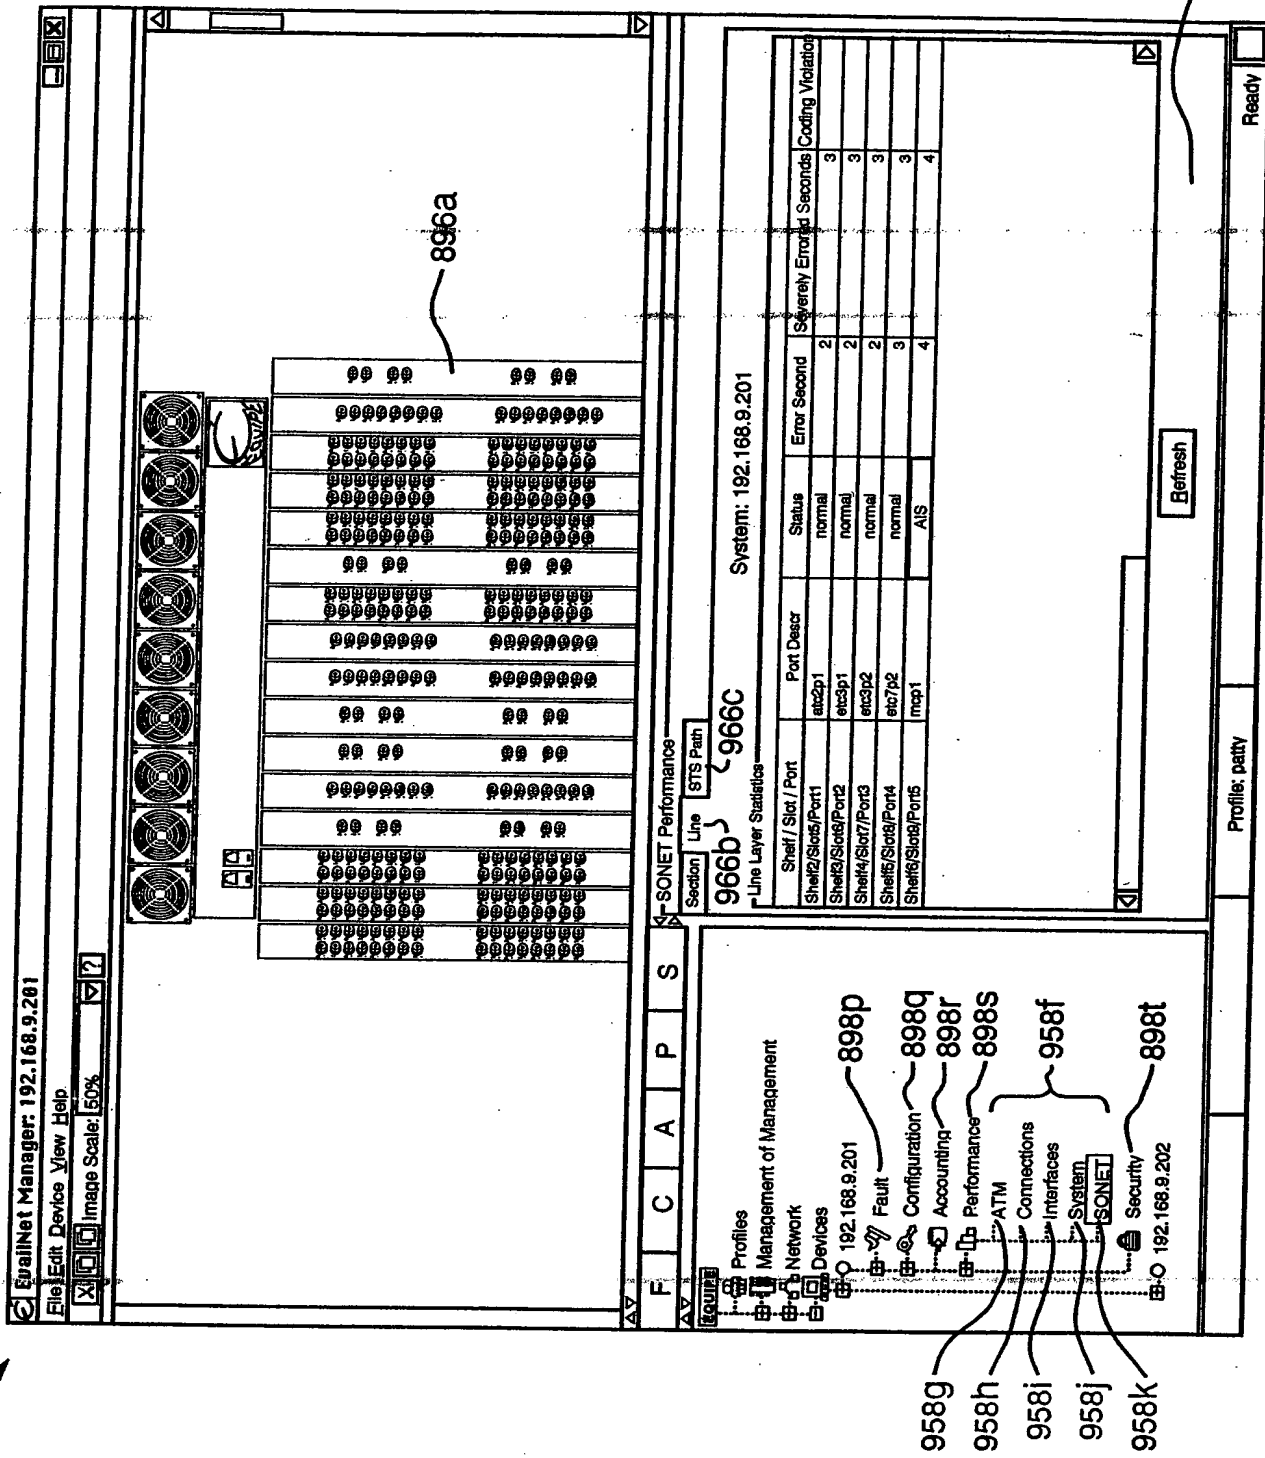 EvailNet Manager: 192.168.9.201
File Edit Device View Help
Image Scale: 50% ?
896a
F C A P S
EQUIPE
Profiles
Management of Management
Network
Devices
192.168.9.201
Fault
Configuration
Accounting
Performance
ATM
Connections
Interfaces
System
SONET
Security
192.168.9.202
898p
898q
898r
898s
958f
898t
958g
958h
958i
958j
958k
SONET Performance
Section Line STS Path
966b 966c
System: 192.168.9.201
Line Layer Statistics
Shelf / Slot / Port Port Descr Status Error Second Severely Errored Seconds Coding Violation
Shelf2/Slot5/Port1 atc2p1 normal 2 3
Shelf3/Slot6/Port2 etc3p1 normal 2 3
Shelf4/Slot7/Port3 etc3p2 normal 2 3
Shelf5/Slot8/Port4 etc7p2 normal 3 3
Shelf6/Slot9/Port5 mcp1 AIS 4 4
Refresh
Profile: patty
Ready